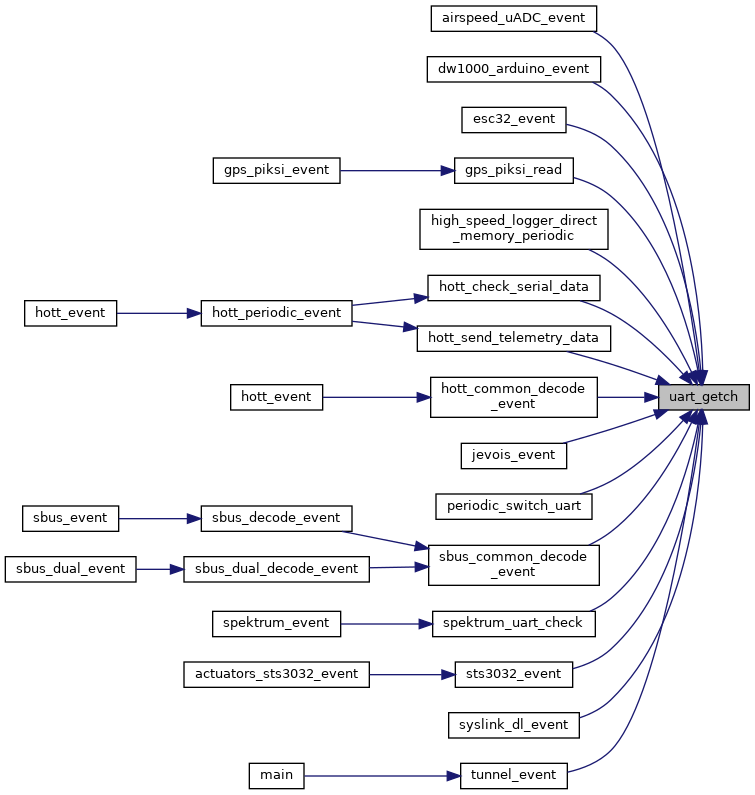 airspeed_uADC_event
dw1000_arduino_event
esc32_event
gps_piksi_event
gps_piksi_read
high_speed_logger_direct
_memory_periodic
hott_check_serial_data
hott_event
hott_periodic_event
hott_send_telemetry_data
hott_event
hott_common_decode
_event
uart_getch
jevois_event
periodic_switch_uart
sbus_event
sbus_decode_event
sbus_common_decode
_event
sbus_dual_event
sbus_dual_decode_event
spektrum_event
spektrum_uart_check
actuators_sts3032_event
sts3032_event
syslink_dl_event
main
tunnel_event